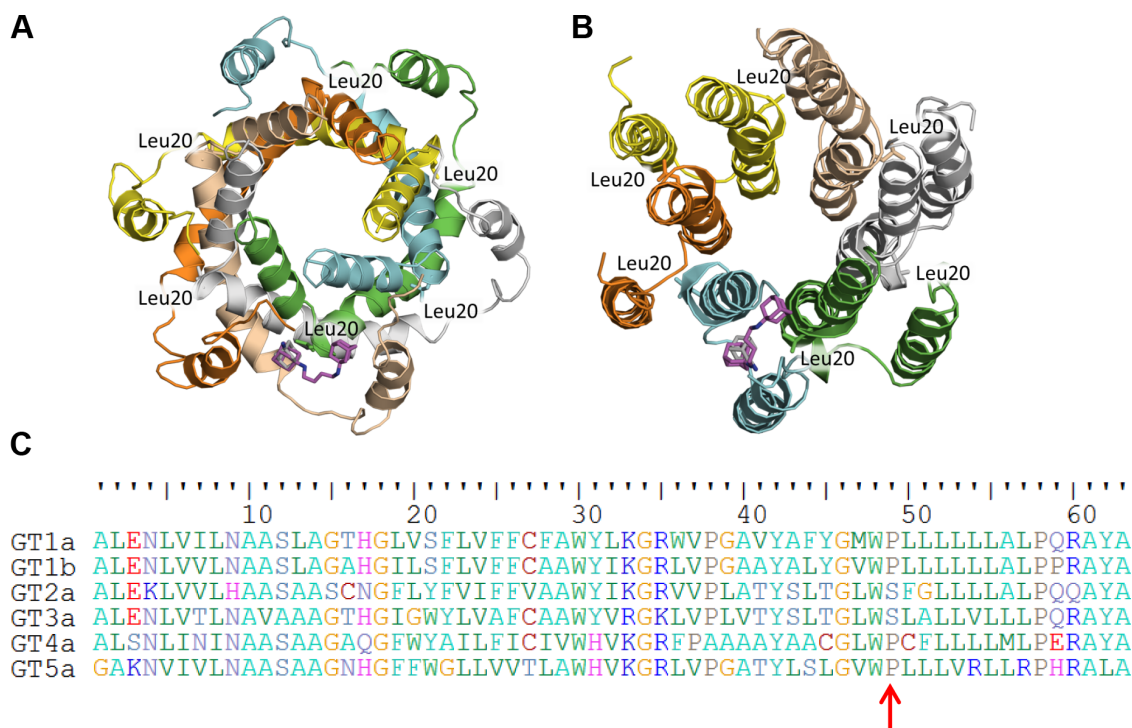 A
B
Leu20
Leu20
Leu20
Leu20
Leu20
Leu20
Leu20
Leu20
Leu20
Leu20
Leu20
Leu20
C
10 20 30 40 50 60
GT1a ALENLVILNAASLAGTHGLVSFLVFFCFAWYLKGRWVPGAVYAFYGMWPLLLLLLALPQRAYA
GT1b ALENLVVLNAASLAGAHGILSFLVFFCAAWYIKGRLVPGAAYALYGVWPLLLLLLALPPRAYA
GT2a ALEKLVVLHAASAASCNGFLYFVIFFVAAWYIKGRVVPLATYSLTGLWSFGLLLLALPQQAYA
GT3a ALENLVTLNAVAAAGTHGIGWYLVAFCAAWYVRGKLVPLVTYSLTGLWSLALLVLLLPQRAYA
GT4a ALSNLININAASAAGAQGFWYAILFICIVWHVKGRFPAAAAYAACGLWPCFLLLLMLPERAYA
GT5a GAKNVIVLNAASAAGNHGFFWGLLVVTLAWHVKGRLVPGATYLSLGVWPLLLVRLLRPHRALA